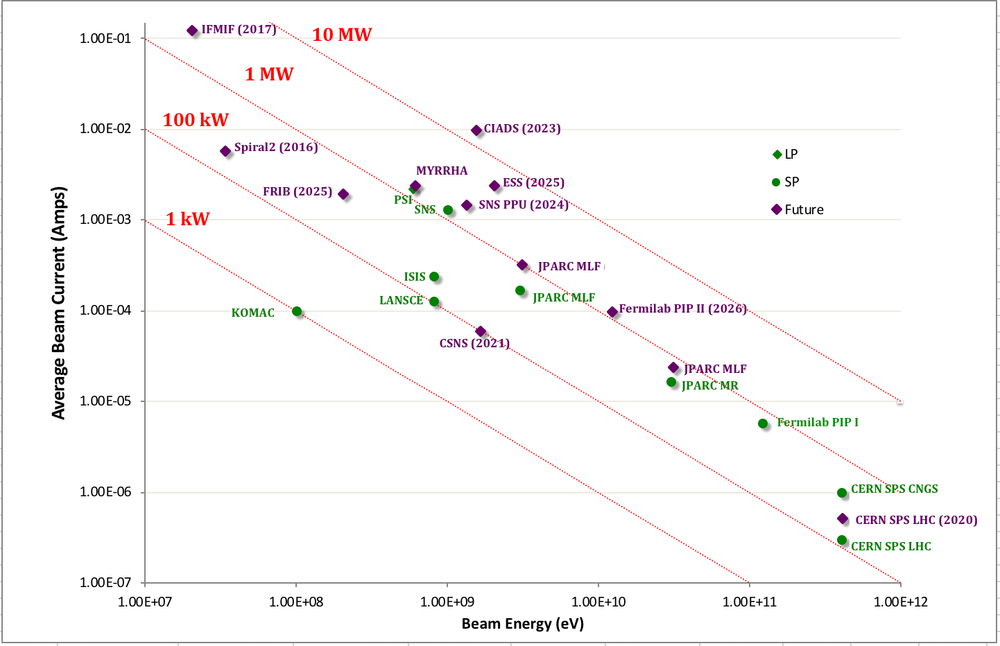 IFMIF (2017)
10 MW
1.00E-01
1 MW
100 kW
1.00E-02
CIADS (2023)
Spiral2 (2016)
LP
MYRRHA
ESS (2025)
SP
FRIB (2025)
PSI
SNS PPU (2024)
SNS
Future
1 kW
1.00E-03
JPARC MLF
ISIS
JPARC MLF
LANSCE
1.00E-04
Fermilab PIP II (2026)
KOMAC
CSNS (2021)
JPARC MLF
JPARC MR
1.00E-05
Fermilab PIP I
1.00E-06
CERN SPS CNGS
CERN SPS LHC (2020)
CERN SPS LHC
1.00E-07
1.00E+07 1.00E+08 1.00E+09 1.00E+10 1.00E+11 1.00E+12
Beam Energy (eV)
Average Beam Current (Amps)